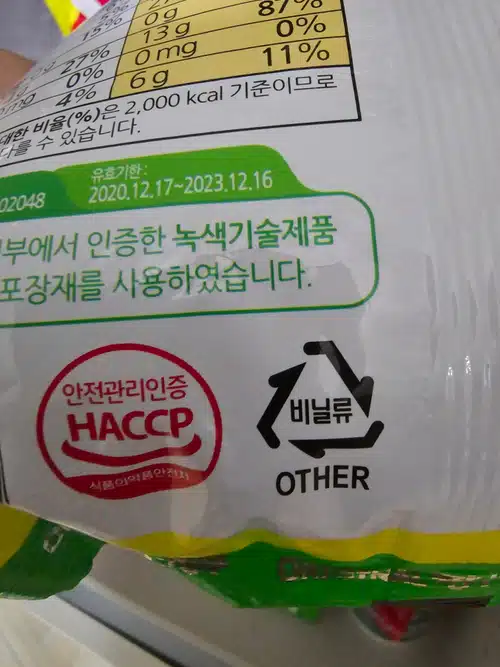 15%
0g
87%
27%
13g
0%
0%
0mg
11%
mg
4%
6g
대한 비율(%)은 2,000 kcal 기준이므로
다를 수 있습니다.
유효기한:
02048
2020.12.17~2023.12.16
부에서 인증한 녹색기술제품
포장재를 사용하였습니다.
안전관리인증
HACCP
식품의약품안전처
비닐류
OTHER